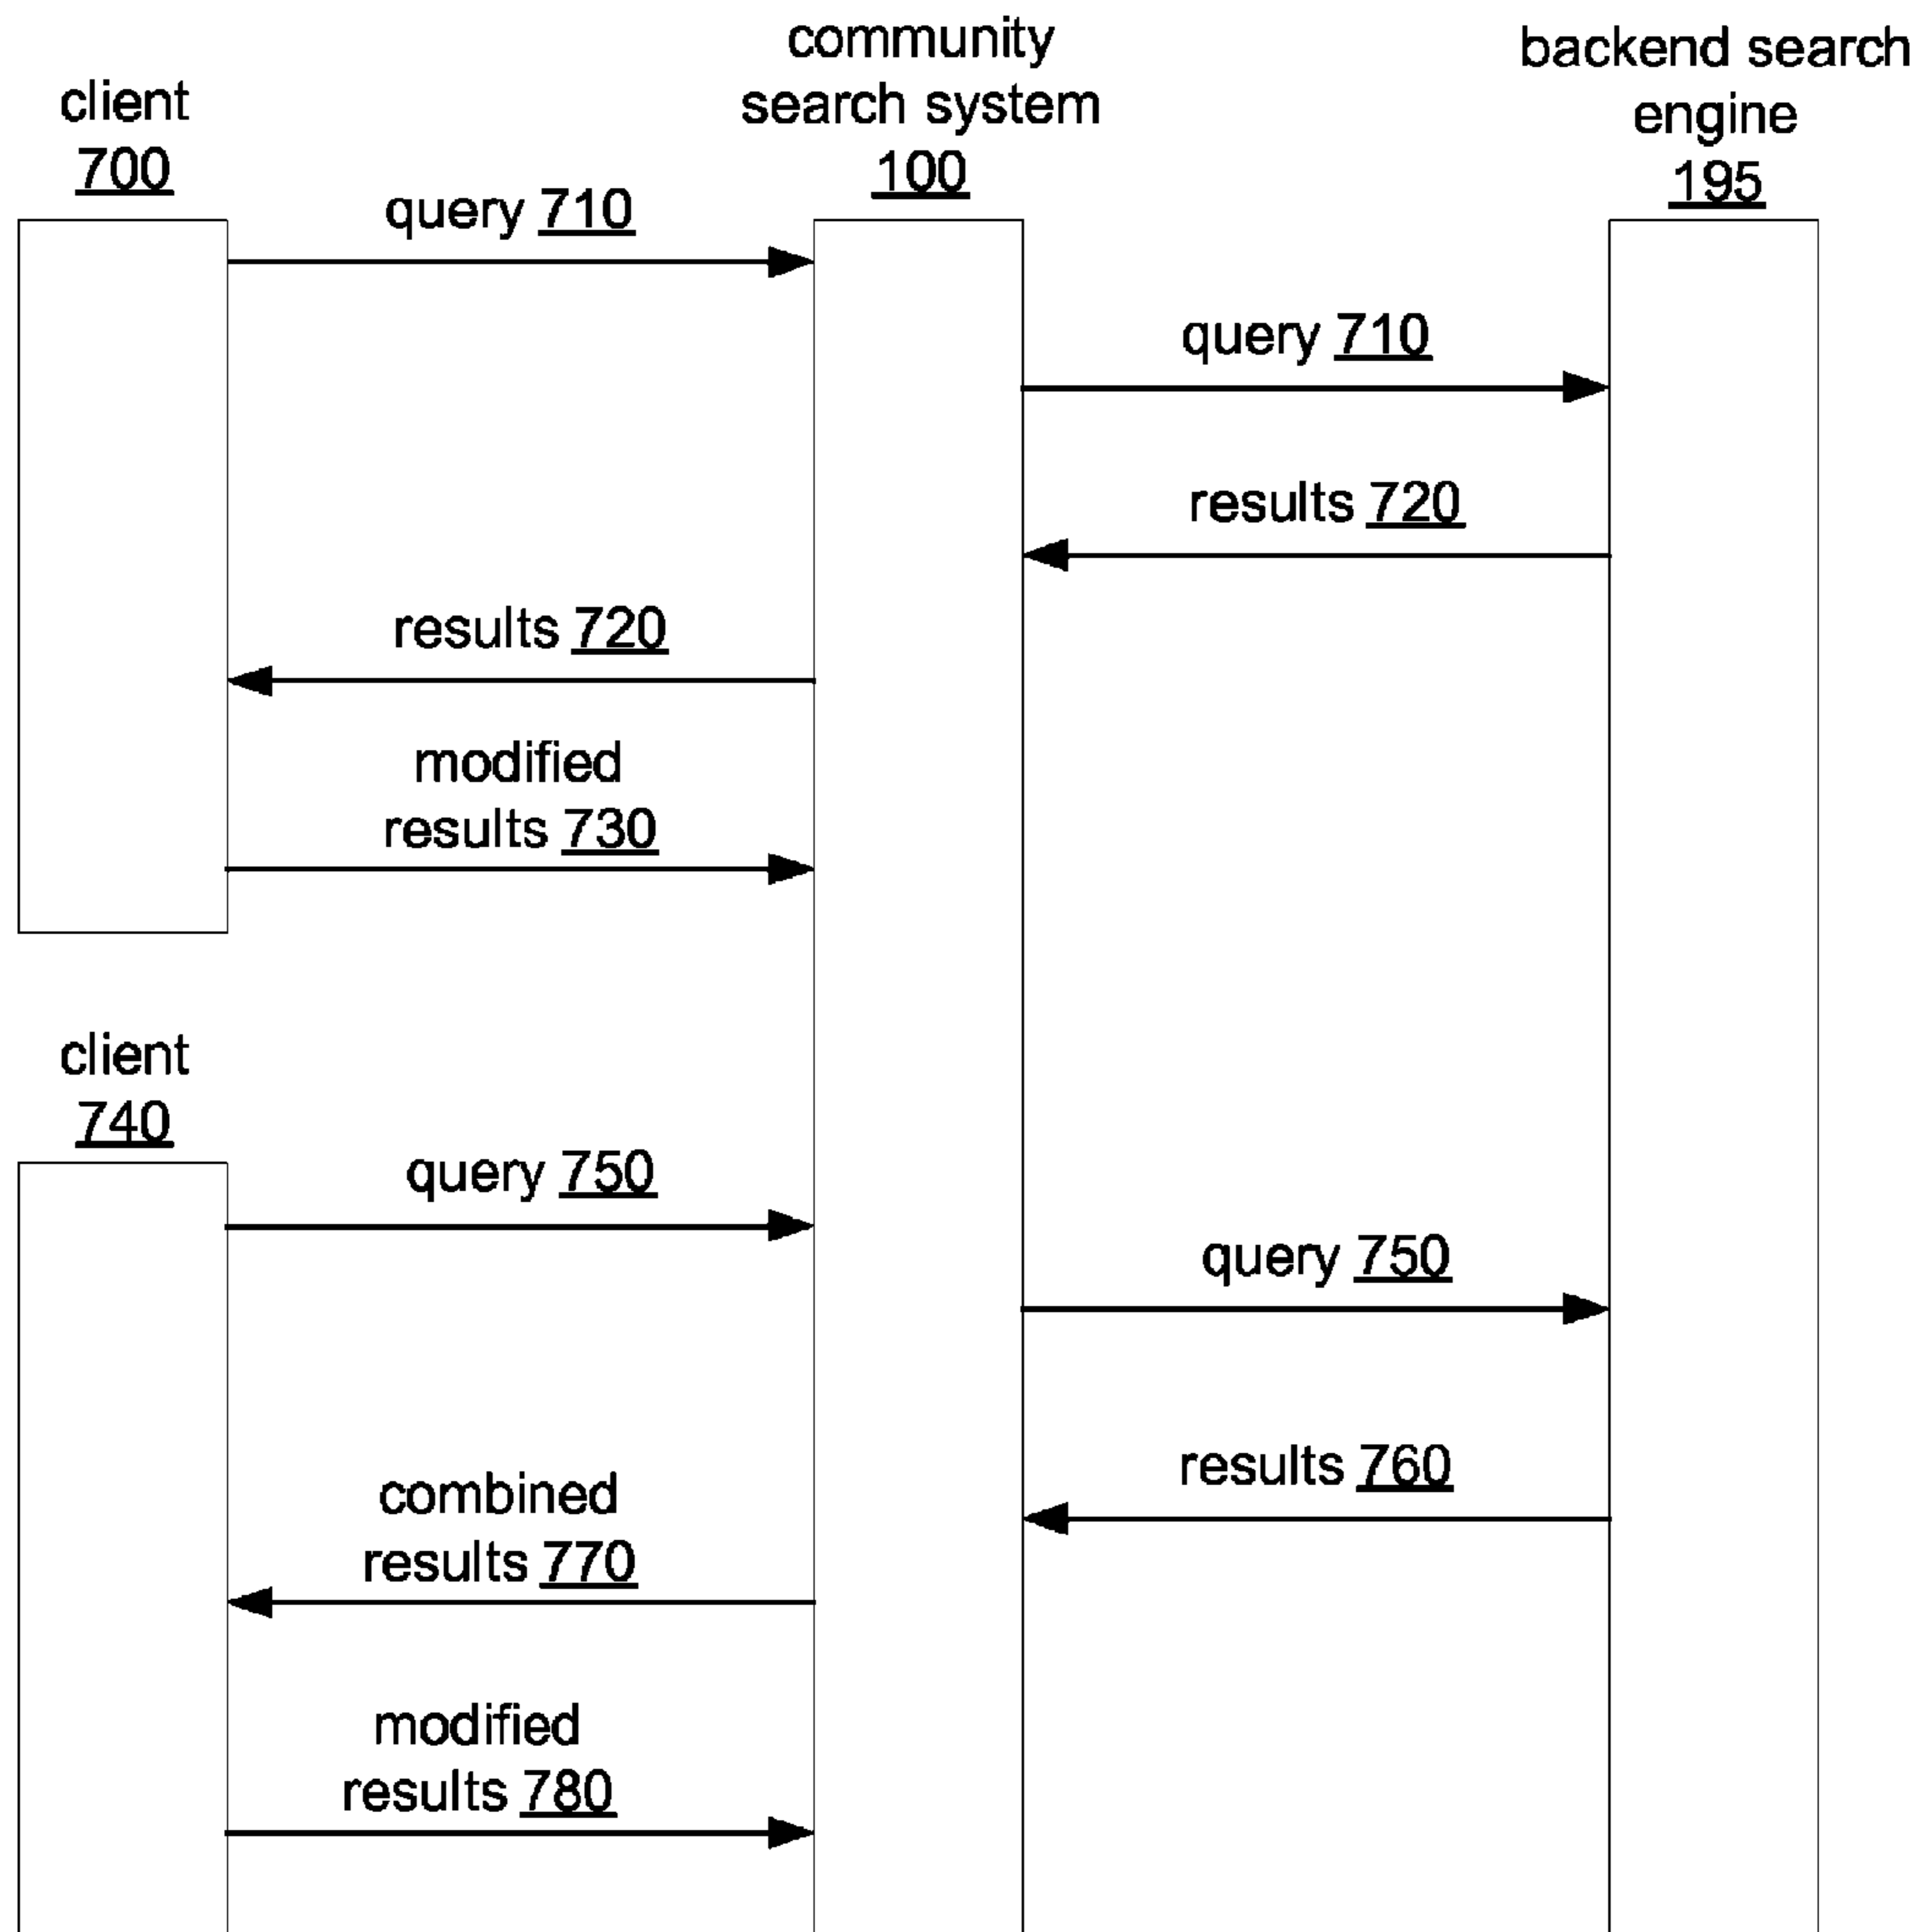 client
700
community
search system
100
backend search
engine
195
query 710
query 710
results 720
results 720
modified
results 730
client
740
query 750
query 750
results 760
combined
results 770
modified
results 780